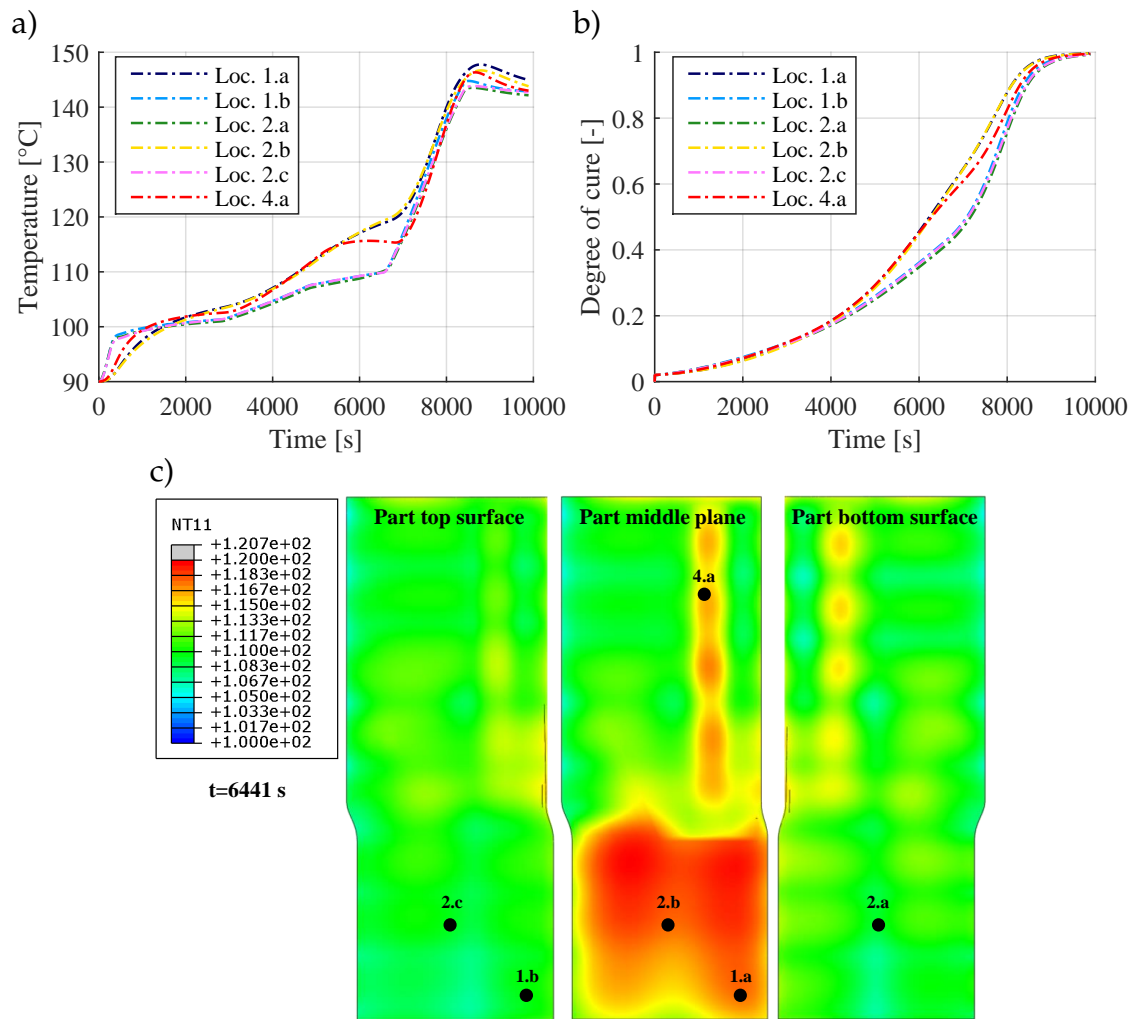 a)
Temperature [°C]
150
140
130
120
110
100
90
Loc. 1.a
Loc. 1.b
Loc. 2.a
Loc. 2.b
Loc. 2.c
Loc. 4.a
0 2000 4000 6000 8000 10000
Time [s]
b)
Degree of cure [-]
1
0.8
0.6
0.4
0.2
0
Loc. 1.a
Loc. 1.b
Loc. 2.a
Loc. 2.b
Loc. 2.c
Loc. 4.a
0 2000 4000 6000 8000 10000
Time [s]
c)
NT11
+1.207e+02
+1.200e+02
+1.183e+02
+1.167e+02
+1.150e+02
+1.133e+02
+1.117e+02
+1.100e+02
+1.083e+02
+1.067e+02
+1.050e+02
+1.033e+02
+1.017e+02
+1.000e+02
t=6441 s
Part top surface
2.c
1.b
Part middle plane
4.a
2.b
1.a
Part bottom surface
2.a